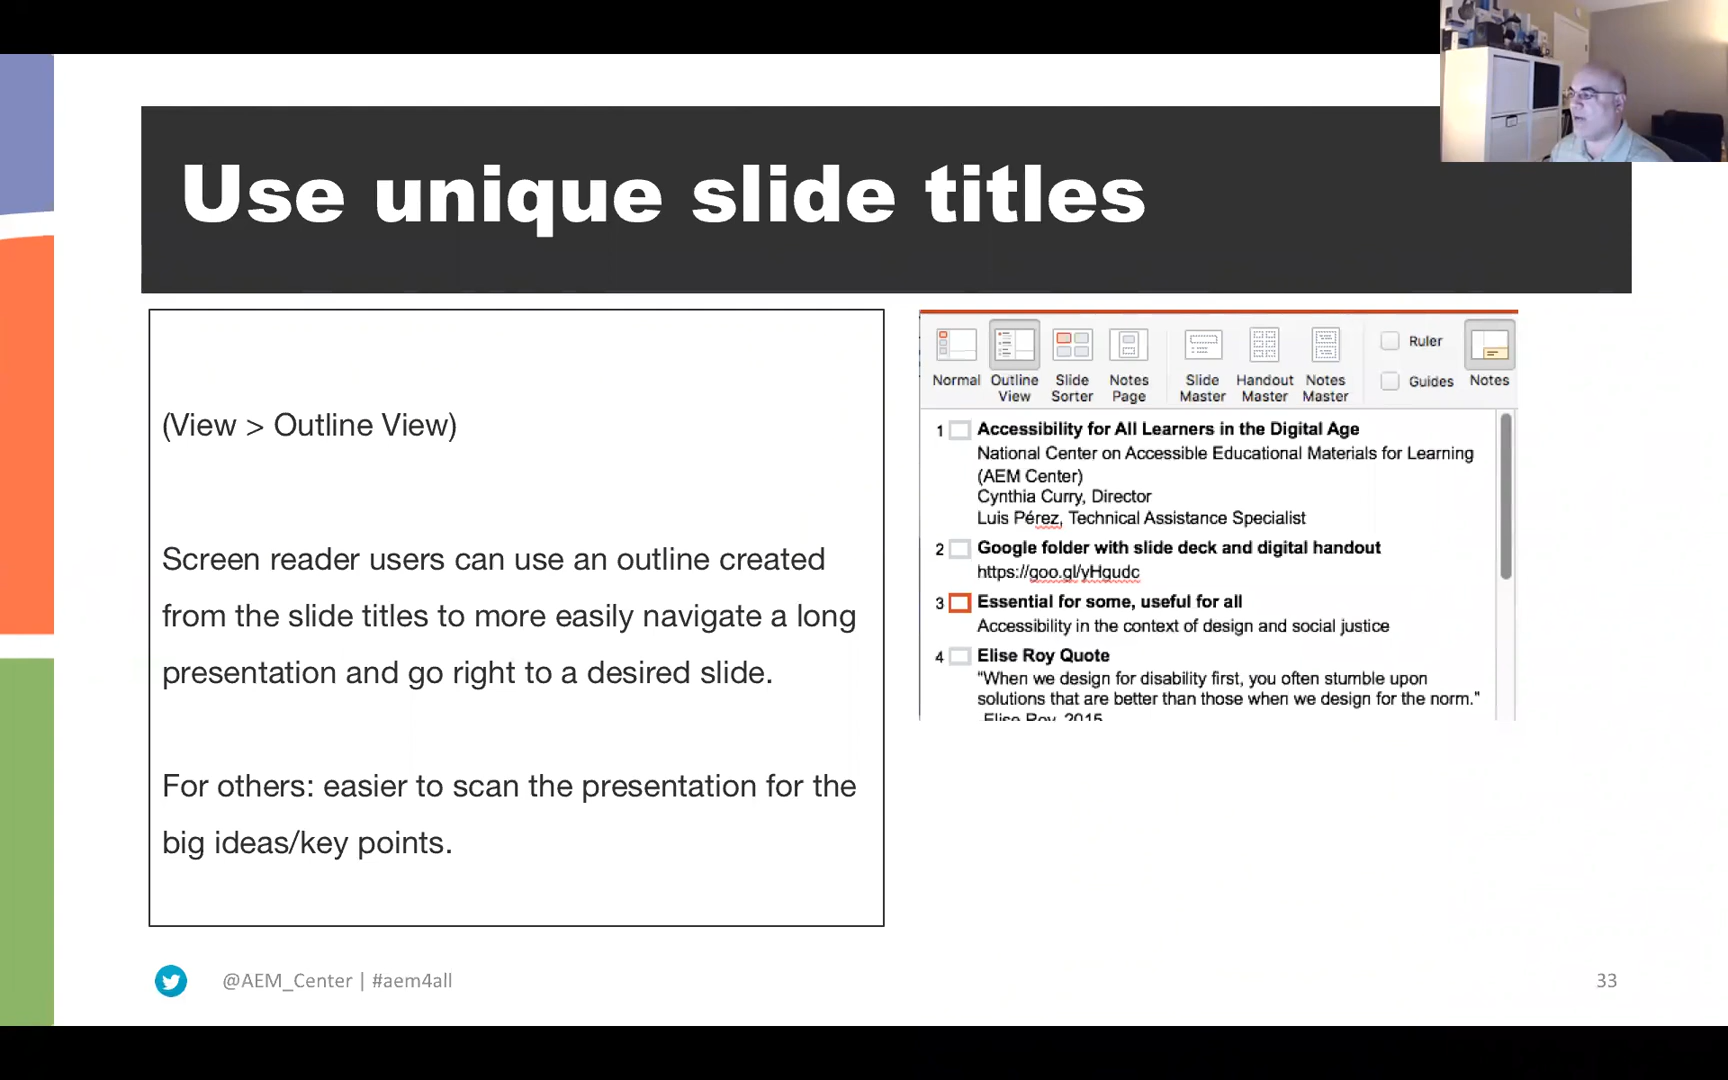 Use unique slide titles
(View > Outline View)
Screen reader users can use an outline created
from the slide titles to more easily navigate a long
presentation and go right to a desired slide.
For others: easier to scan the presentation for the
big ideas/key points.
Normal
Outline View
Slide Sorter
Notes Page
Slide Master
Handout Master
Notes Master
Ruler
Guides
Notes
1 Accessibility for All Learners in the Digital Age
National Center on Accessible Educational Materials for Learning
(AEM Center)
Cynthia Curry, Director
Luis Pérez, Technical Assistance Specialist
2 Google folder with slide deck and digital handout
https://goo.gl/yHgudc
3 Essential for some, useful for all
Accessibility in the context of design and social justice
4 Elise Roy Quote
"When we design for disability first, you often stumble upon
solutions that are better than those when we design for the norm."
Elise Roy, 2015
@AEM_Center | #aem4all
33